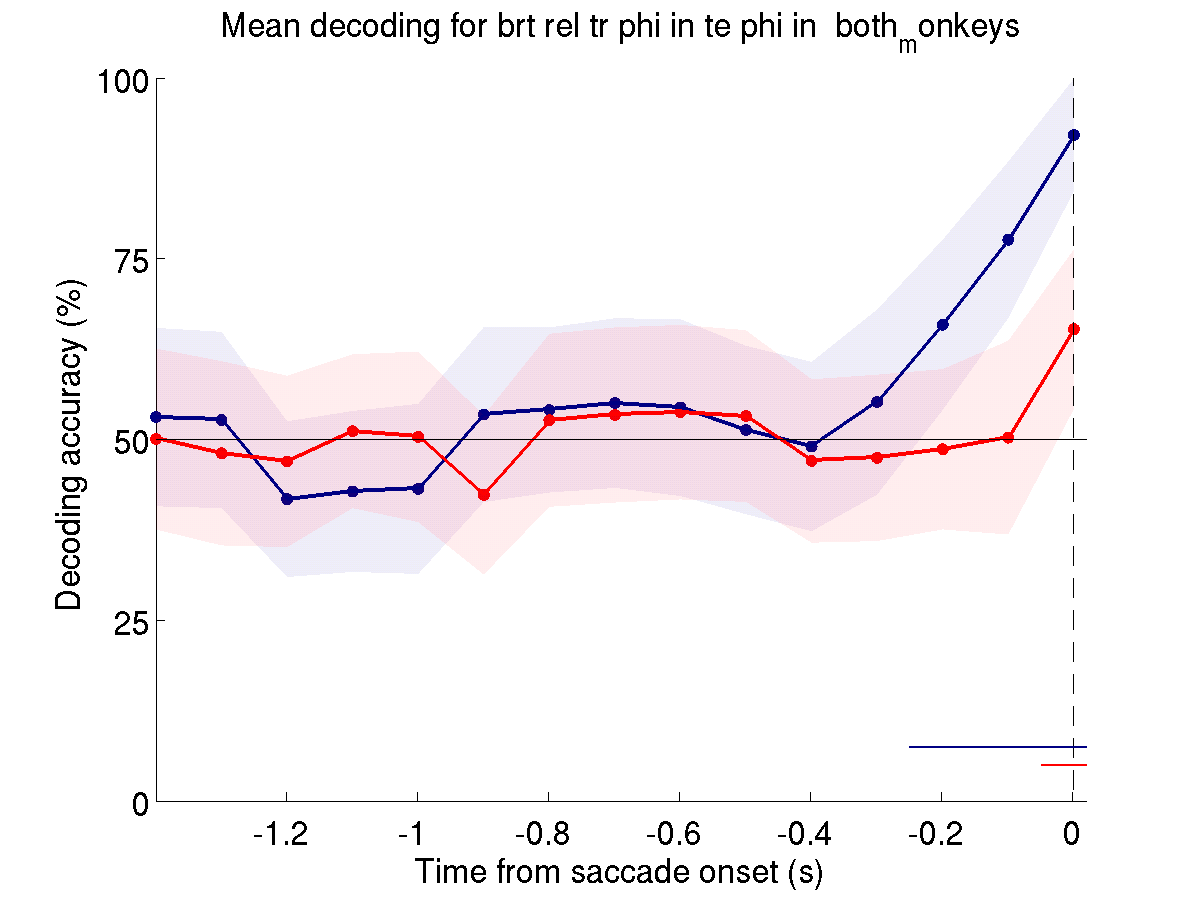 Mean decoding for brt rel tr phi in te phi in both_monkeys
100
75
50
25
0
Decoding accuracy (%)
-1.2 -1 -0.8 -0.6 -0.4 -0.2 0
Time from saccade onset (s)